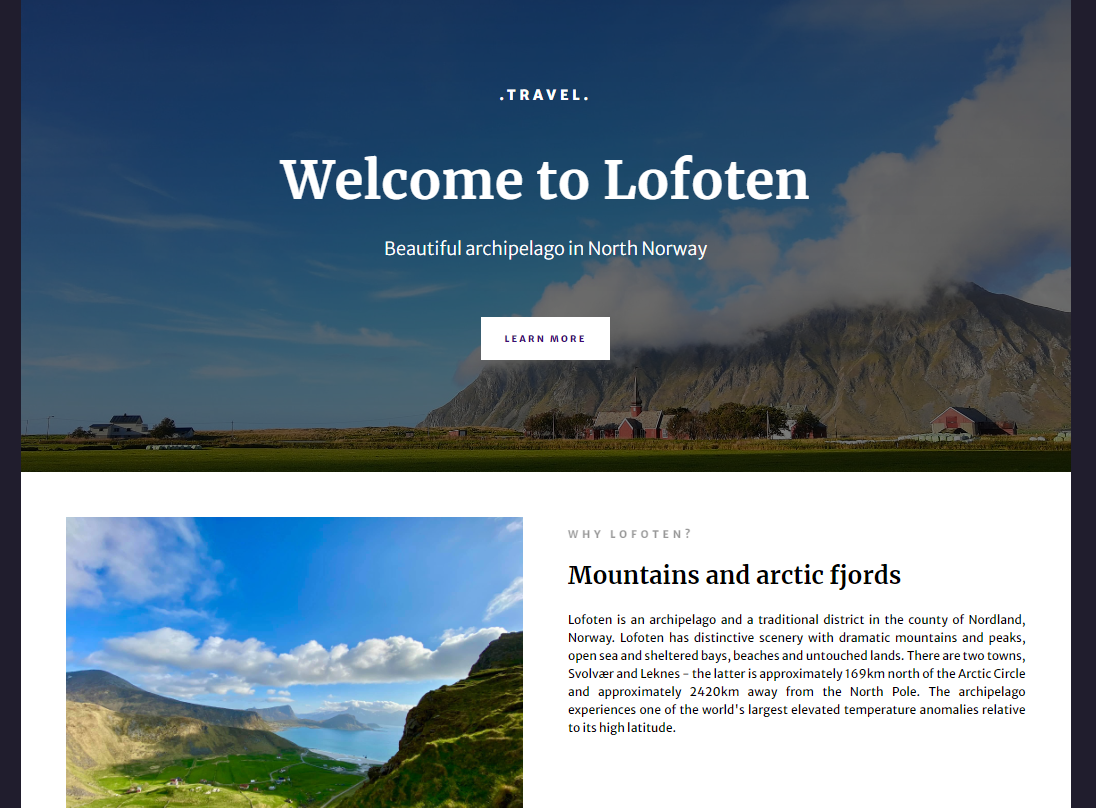 .TRAVEL.
Welcome to Lofoten
Beautiful archipelago in North Norway
LEARN MORE
WHY LOFOTEN?
Mountains and arctic fjords
Lofoten is an archipelago and a traditional district in the county of Nordland,
Norway. Lofoten has distinctive scenery with dramatic mountains and peaks,
open sea and sheltered bays, beaches and untouched lands. There are two towns,
Svolvær and Leknes – the latter is approximately 169km north of the Arctic Circle
and approximately 2420km away from the North Pole. The archipelago
experiences one of the world's largest elevated temperature anomalies relative
to its high latitude.